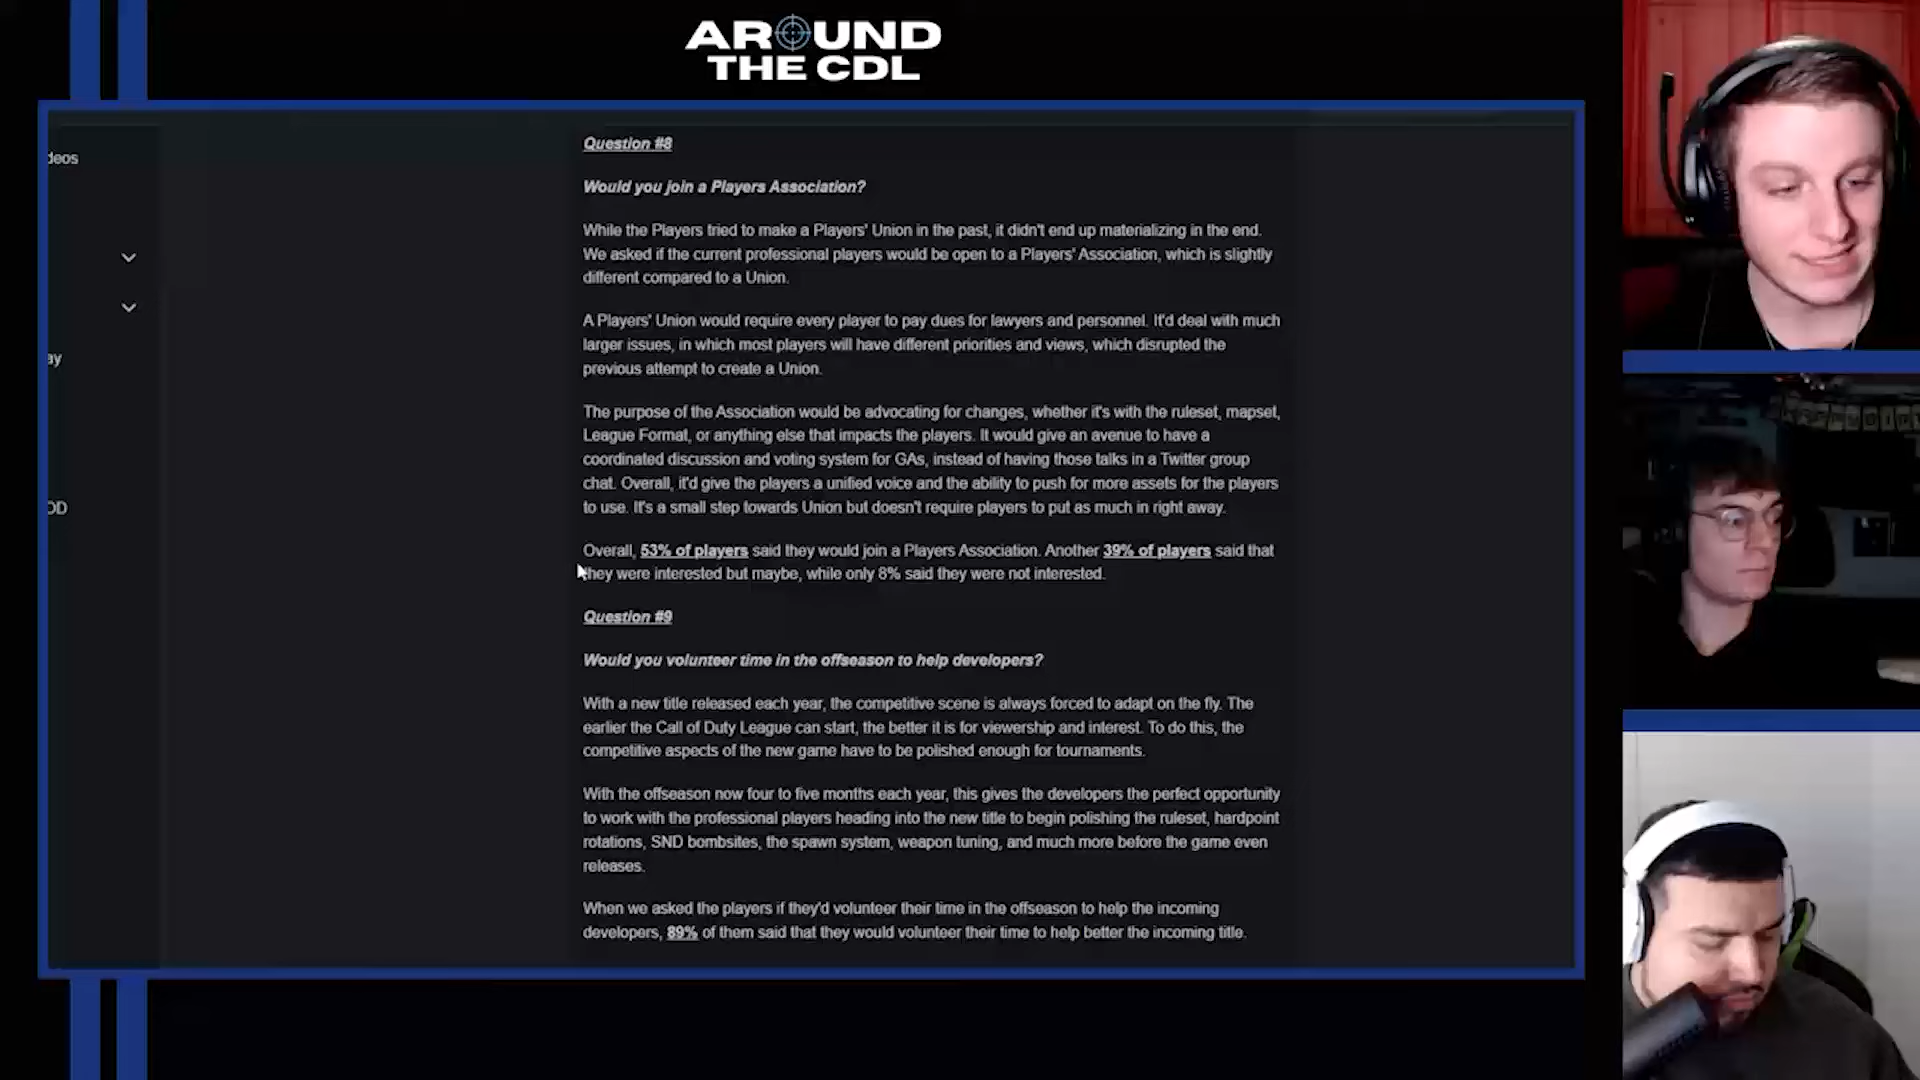 AROUND
THE CDL
deos
ay
OD
Question #8
Would you join a Players Association?
While the Players tried to make a Players' Union in the past, it didn't end up materializing in the end.
We asked if the current professional players would be open to a Players' Association, which is slightly
different compared to a Union.
A Players' Union would require every player to pay dues for lawyers and personnel. It'd deal with much
larger issues, in which most players will have different priorities and views, which disrupted the
previous attempt to create a Union.
The purpose of the Association would be advocating for changes, whether it's with the ruleset, mapset,
League Format, or anything else that impacts the players. It would give an avenue to have a
coordinated discussion and voting system for GAs, instead of having those talks in a Twitter group
chat. Overall, it'd give the players a unified voice and the ability to push for more assets for the players
to use. It's a small step towards Union but doesn't require players to put as much in right away.
Overall, 53% of players said they would join a Players Association. Another 39% of players said that
they were interested but maybe, while only 8% said they were not interested.
Question #9
Would you volunteer time in the offseason to help developers?
With a new title released each year, the competitive scene is always forced to adapt on the fly. The
earlier the Call of Duty League can start, the better it is for viewership and interest. To do this, the
competitive aspects of the new game have to be polished enough for tournaments.
With the offseason now four to five months each year, this gives the developers the perfect opportunity
to work with the professional players heading into the new title to begin polishing the ruleset, hardpoint
rotations, SND bombsites, the spawn system, weapon tuning, and much more before the game even
releases.
When we asked the players if they'd volunteer their time in the offseason to help the incoming
developers, 89% of them said that they would volunteer their time to help better the incoming title.